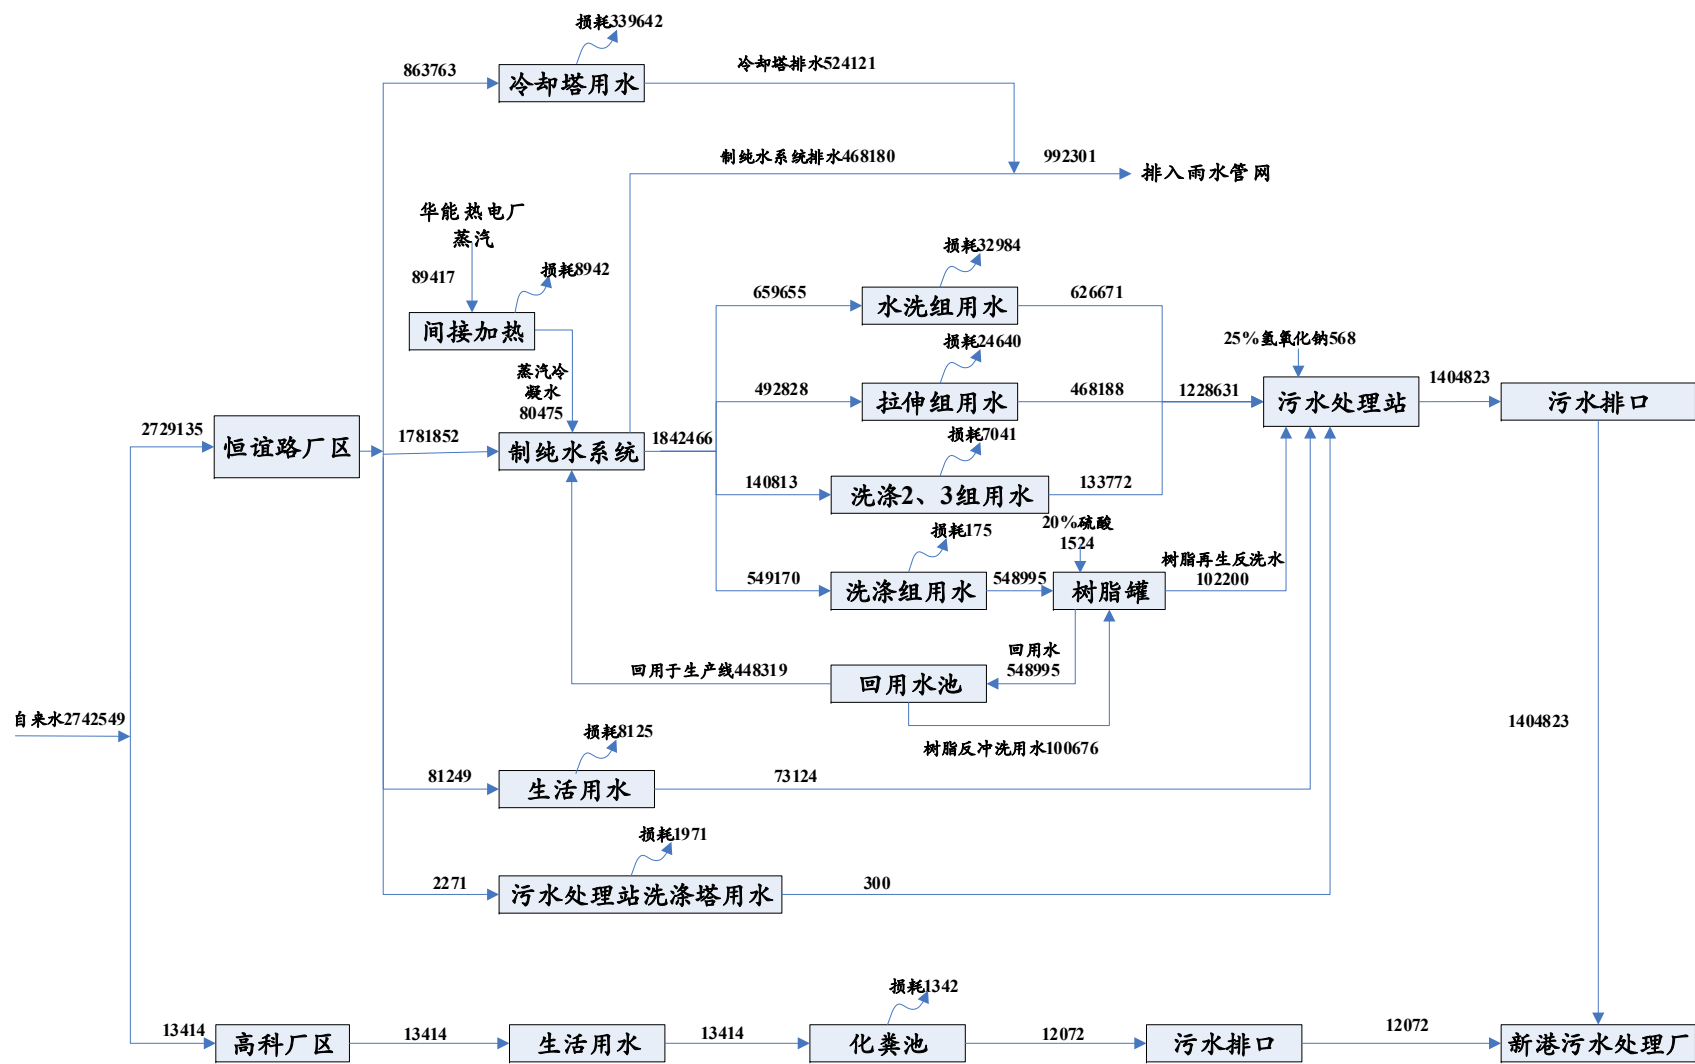 损耗339642
863763
冷却塔用水
冷却塔排水524121
制纯水系统排水468180
992301
排入雨水管网
华能热电厂
蒸汽
89417
损耗8942
间接加热
蒸汽冷
凝水
80475
损耗32984
659655
水洗组用水
626671
损耗24640
492828
拉伸组用水
468188
1228631
25%氢氧化钠568
污水处理站
1404823
污水排口
2729135
恒谊路厂区
1781852
制纯水系统
1842466
损耗7041
140813
洗涤2、3组用水
133772
损耗175
549170
洗涤组用水
548995
20%硫酸
1524
树脂罐
树脂再生反洗水
102200
回用于生产线448319
回用水池
回用水
548995
树脂反冲洗用水100676
自来水2742549
损耗8125
81249
生活用水
73124
1404823
损耗1971
2271
污水处理站洗涤塔用水
300
13414
高科厂区
13414
生活用水
13414
损耗1342
化粪池
12072
污水排口
12072
新港污水处理厂